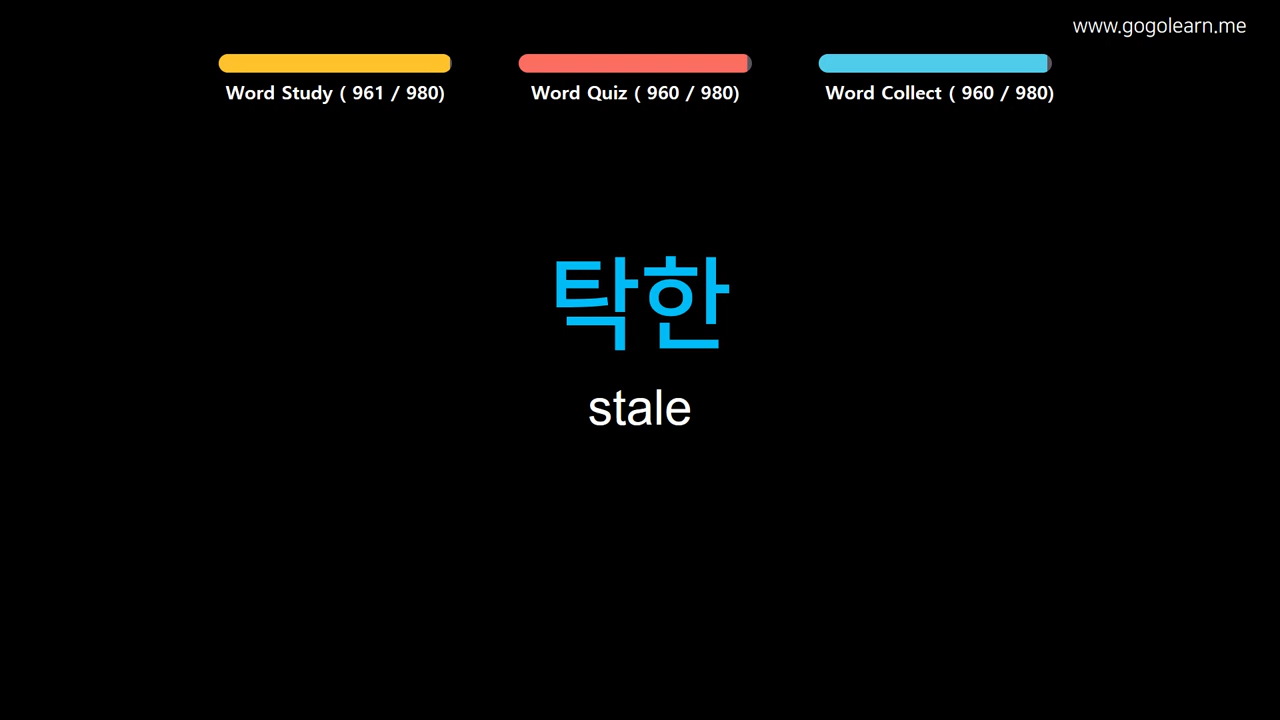 www.gogolearn.me
Word Study ( 961 / 980)
Word Quiz ( 960 / 980)
Word Collect ( 960 / 980)
탁한
stale